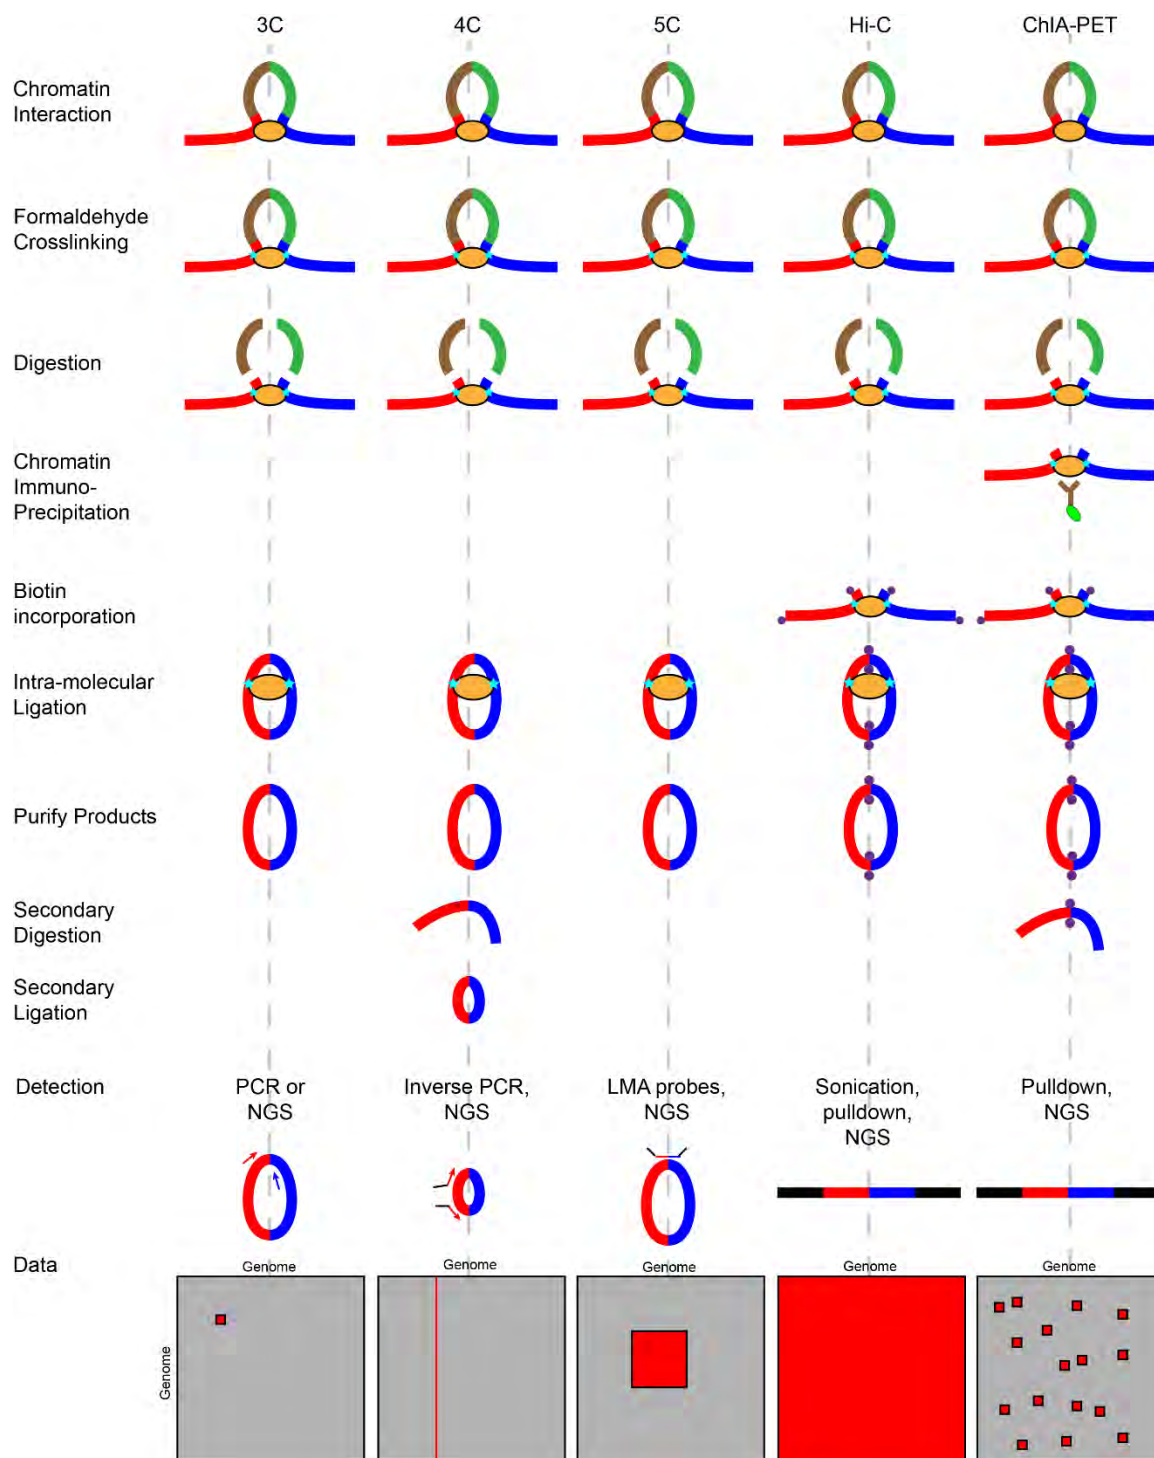 3C 4C 5C Hi-C ChIA-PET
Chromatin
Interaction
Formaldehyde
Crosslinking
Digestion
Chromatin
Immuno-
Precipitation
Biotin
incorporation
Intra-molecular
Ligation
Purify Products
Secondary
Digestion
Secondary
Ligation
Detection
PCR or
NGS
Inverse PCR,
NGS
LMA probes,
NGS
Sonication,
pulldown,
NGS
Pulldown,
NGS
Data
Genome Genome Genome Genome Genome
Genome